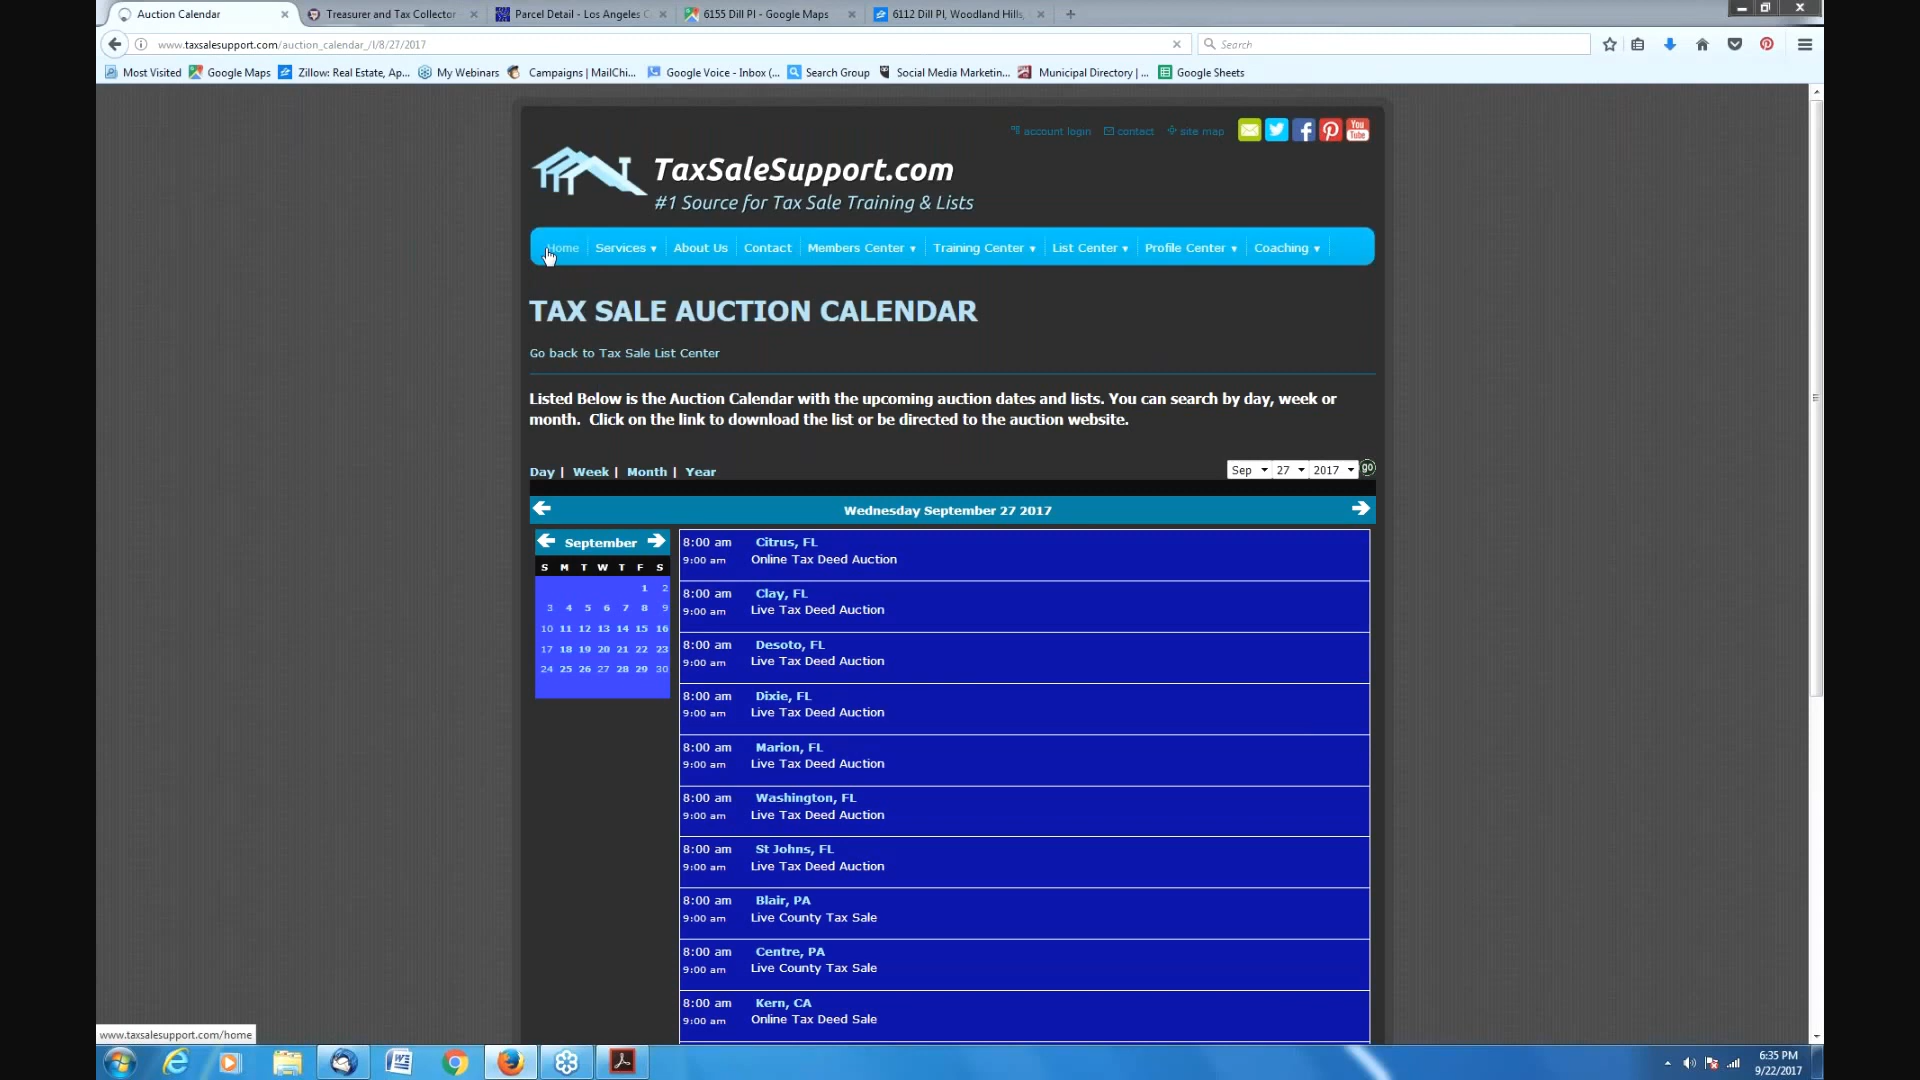 Auction Calendar
Treasurer and Tax Collector
Parcel Detail - Los Angeles C
6155 Dill Pl - Google Maps
6112 Dill Pl, Woodland Hills,
www.taxsalesupport.com/auction_calendar_/l/8/27/2017
Search
Most Visited
Google Maps
Zillow: Real Estate, Ap...
My Webinars
Campaigns | MailChi...
Google Voice - Inbox (...
Search Group
Social Media Marketin...
Municipal Directory | ...
Google Sheets
account login
contact
site map
You Tube
TaxSaleSupport.com
#1 Source for Tax Sale Training & Lists
Home
Services
About Us
Contact
Members Center
Training Center
List Center
Profile Center
Coaching
TAX SALE AUCTION CALENDAR
Go back to Tax Sale List Center
Listed Below is the Auction Calendar with the upcoming auction dates and lists. You can search by day, week or
month. Click on the link to download the list or be directed to the auction website.
Day | Week | Month | Year
Sep 27 2017 go
Wednesday September 27 2017
September
S M T W T F S
1 2
3 4 5 6 7 8 9
10 11 12 13 14 15 16
17 18 19 20 21 22 23
24 25 26 27 28 29 30
8:00 am Citrus, FL
9:00 am Online Tax Deed Auction
8:00 am Clay, FL
9:00 am Live Tax Deed Auction
8:00 am Desoto, FL
9:00 am Live Tax Deed Auction
8:00 am Dixie, FL
9:00 am Live Tax Deed Auction
8:00 am Marion, FL
9:00 am Live Tax Deed Auction
8:00 am Washington, FL
9:00 am Live Tax Deed Auction
8:00 am St Johns, FL
9:00 am Live Tax Deed Auction
8:00 am Blair, PA
9:00 am Live County Tax Sale
8:00 am Centre, PA
9:00 am Live County Tax Sale
8:00 am Kern, CA
9:00 am Online Tax Deed Sale
www.taxsalesupport.com/home
6:35 PM
9/22/2017